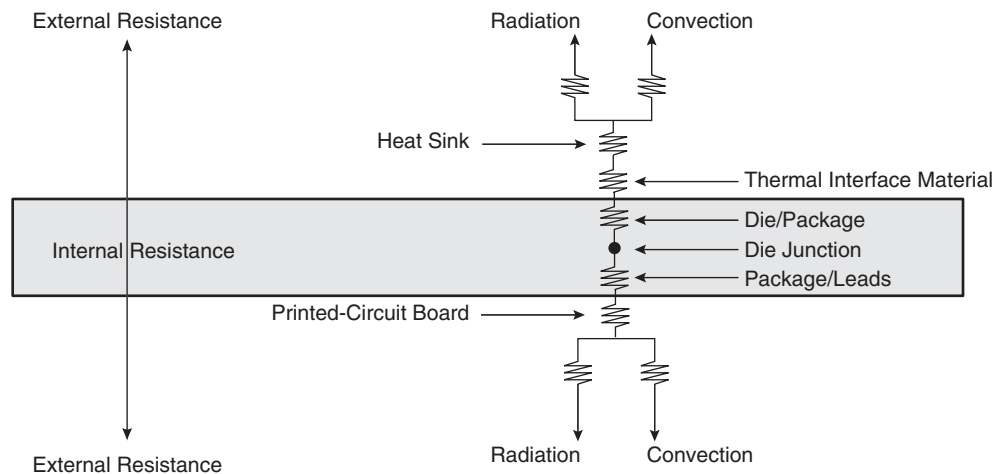 External Resistance
Radiation
Convection
Heat Sink
Thermal Interface Material
Die/Package
Internal Resistance
Die Junction
Package/Leads
Printed-Circuit Board
Radiation
Convection
External Resistance